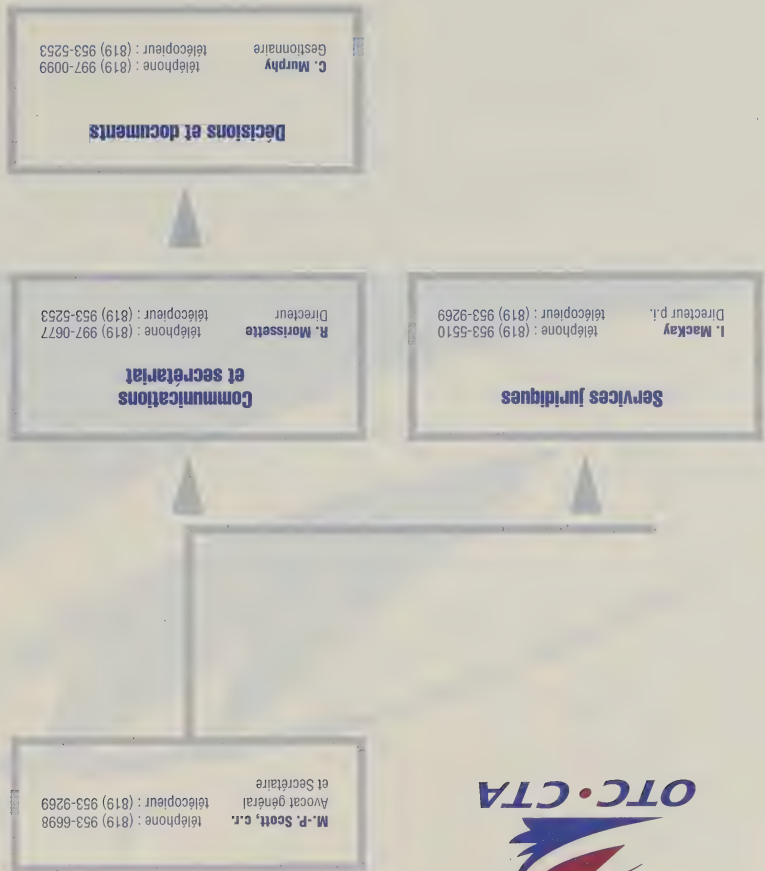 OTC•CTA
M.-P. Scott, c.r. téléphone : (819) 953-6698
Avocat général télécopieur : (819) 953-9269
et Secrétaire
Services juridiques
I. MacKay téléphone : (819) 953-5510
Directeur p.i. télécopieur : (819) 953-9269
Communications
et secrétariat
R. Morissette téléphone : (819) 997-0677
Directeur télécopieur : (819) 953-5253
Décisions et documents
C. Murphy téléphone : (819) 997-0099
Gestionnaire télécopieur : (819) 953-5253